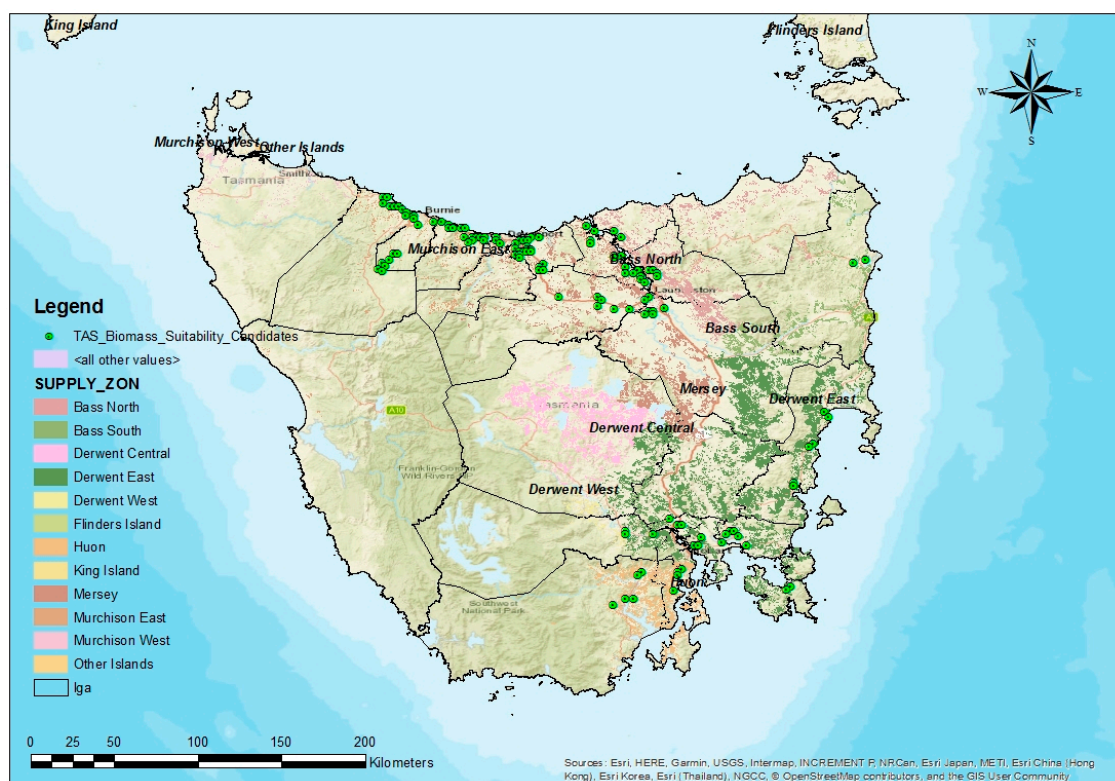 King Island
Flinders Island
N
W
E
S
Murchison West
Other Islands
Smithton
Tasmania
Burnie
Murchison East
Bass North
Bass South
Mersey
Derwent East
Tasmania
Derwent Central
A10
Franklin-Gordon
Wild Rivers
Derwent West
Huon
Southwest
National Park
Legend
TAS_Biomass_Suitability_Candidates
<all other values>
SUPPLY_ZON
Bass North
Bass South
Derwent Central
Derwent East
Derwent West
Flinders Island
Huon
King Island
Mersey
Murchison East
Murchison West
Other Islands
lga
0 25 50 100 150 200
Kilometers
Sources: Esri, HERE, Garmin, USGS, Intermap, INCREMENT P, NRCan, Esri Japan, METI, Esri China (Hong
Kong), Esri Korea, Esri (Thailand), NGCC, © OpenStreetMap contributors, and the GIS User Community